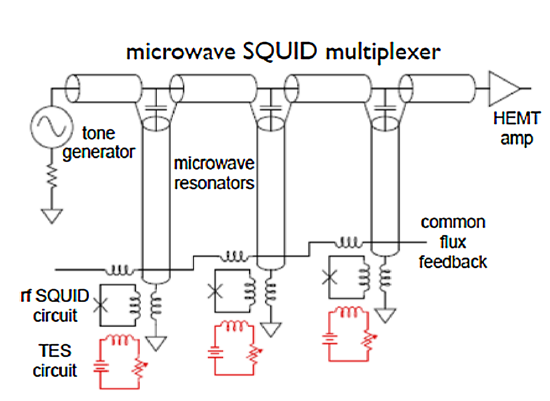 microwave SQUID multiplexer
tone
generator
HEMT
amp
microwave
resonators
common
flux
feedback
rf SQUID
circuit
TES
circuit